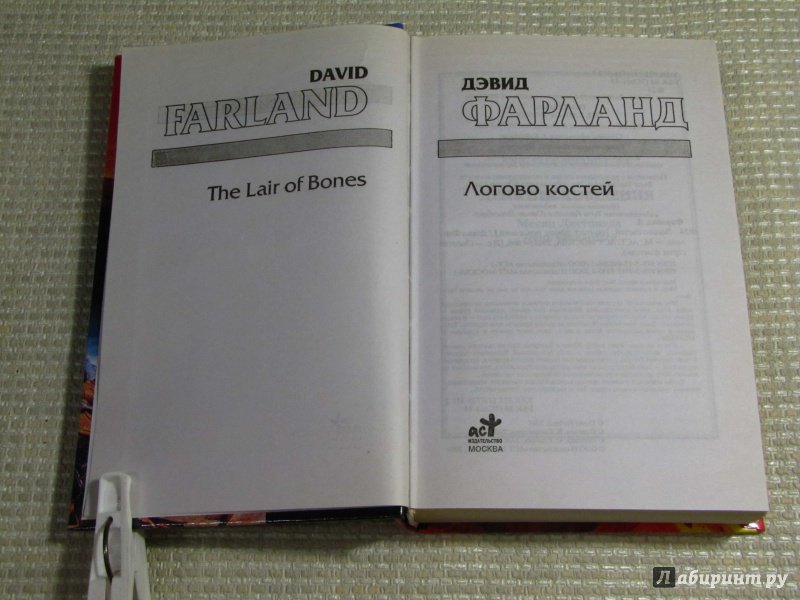 DAVID
FARLAND
The Lair of Bones
ДЭВИД
ФАРЛАНД
Логово костей
аст
ИЗДАТЕЛЬСТВО
МОСКВА
Лабиринт.ру